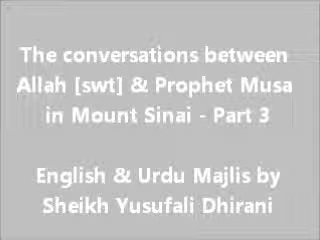 The conversations between
Allah [swt] & Prophet Musa
in Mount Sinai - Part 3
English & Urdu Majlis by
Sheikh Yusufali Dhirani